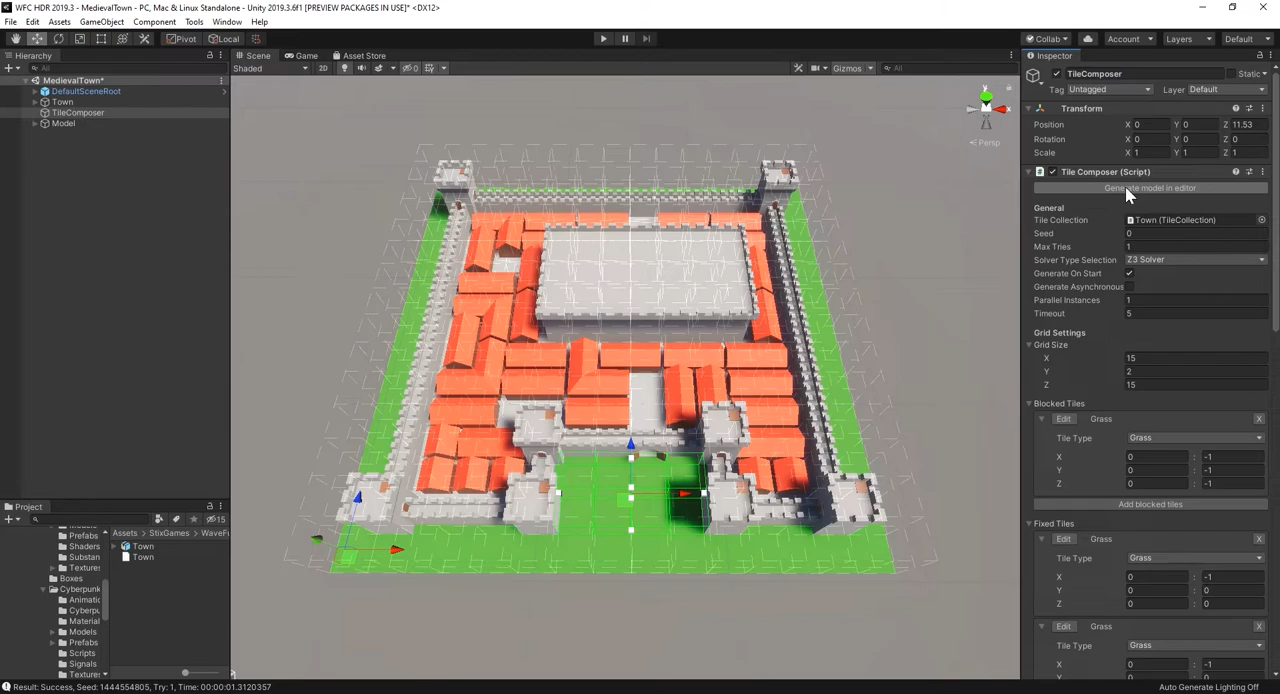 WFC HDR 2019.3 - MedievalTown - PC, Mac & Linux Standalone - Unity 2019.3.6f1 [PREVIEW PACKAGES IN USE]* <DX12>
File Edit Assets GameObject Component Tools Window Help
Pivot Local Collab Account Layers Default
Hierarchy
All
MedievalTown*
DefaultSceneRoot
Town
TileComposer
Model
Scene Game Asset Store
Shaded 2D 0 Gizmos All
y
x
Persp
Project
15
Prefabs
Shaders
Substan
Textures
Boxes
Cyberpunk
Animatic
Cyberpu
Material
Models
Prefabs
Scripts
Signals
Textures
Assets StixGames WaveFu
Town
Town
Inspector
TileComposer Static
Tag Untagged Layer Default
Transform
Position X 0 Y 0 Z 11.53
Rotation X 0 Y 0 Z 0
Scale X 1 Y 1 Z 1
Tile Composer (Script)
Generate model in editor
General
Tile Collection Town (TileCollection)
Seed 0
Max Tries 1
Solver Type Selection Z3 Solver
Generate On Start
Generate Asynchronous
Parallel Instances 1
Timeout 5
Grid Settings
Grid Size
X 15
Y 2
Z 15
Blocked Tiles
Edit Grass X
Tile Type Grass
X 0 : -1
Y 0 : -1
Z 0 : -1
Add blocked tiles
Fixed Tiles
Edit Grass X
Tile Type Grass
X 0 : -1
Y 0 : 0
Z 0 : 0
Edit Grass X
Tile Type Grass
X 0 : -1
Result: Success, Seed: 1444554805, Try: 1, Time: 00:00:01.3120357
Auto Generate Lighting Off